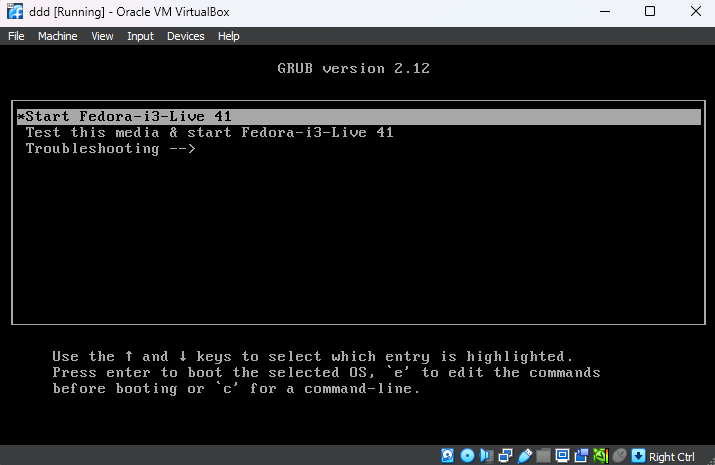 ddd [Running] - Oracle VM VirtualBox
File Machine View Input Devices Help
GRUB version 2.12
*Start Fedora-i3-Live 41
Test this media & start Fedora-i3-Live 41
Troubleshooting -->
Use the ↑ and ↓ keys to select which entry is highlighted.
Press enter to boot the selected OS, `e' to edit the commands
before booting or `c' for a command-line.
Right Ctrl